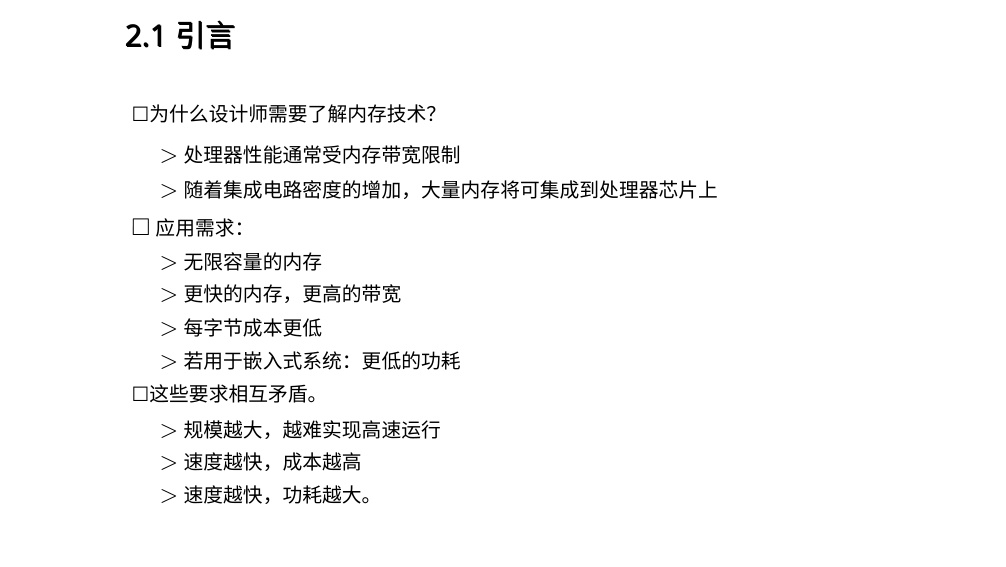 2.1 引言
□为什么设计师需要了解内存技术？
＞ 处理器性能通常受内存带宽限制
＞ 随着集成电路密度的增加，大量内存将可集成到处理器芯片上
□ 应用需求：
＞ 无限容量的内存
＞ 更快的内存，更高的带宽
＞ 每字节成本更低
＞ 若用于嵌入式系统：更低的功耗
□这些要求相互矛盾。
＞ 规模越大，越难实现高速运行
＞ 速度越快，成本越高
＞ 速度越快，功耗越大。